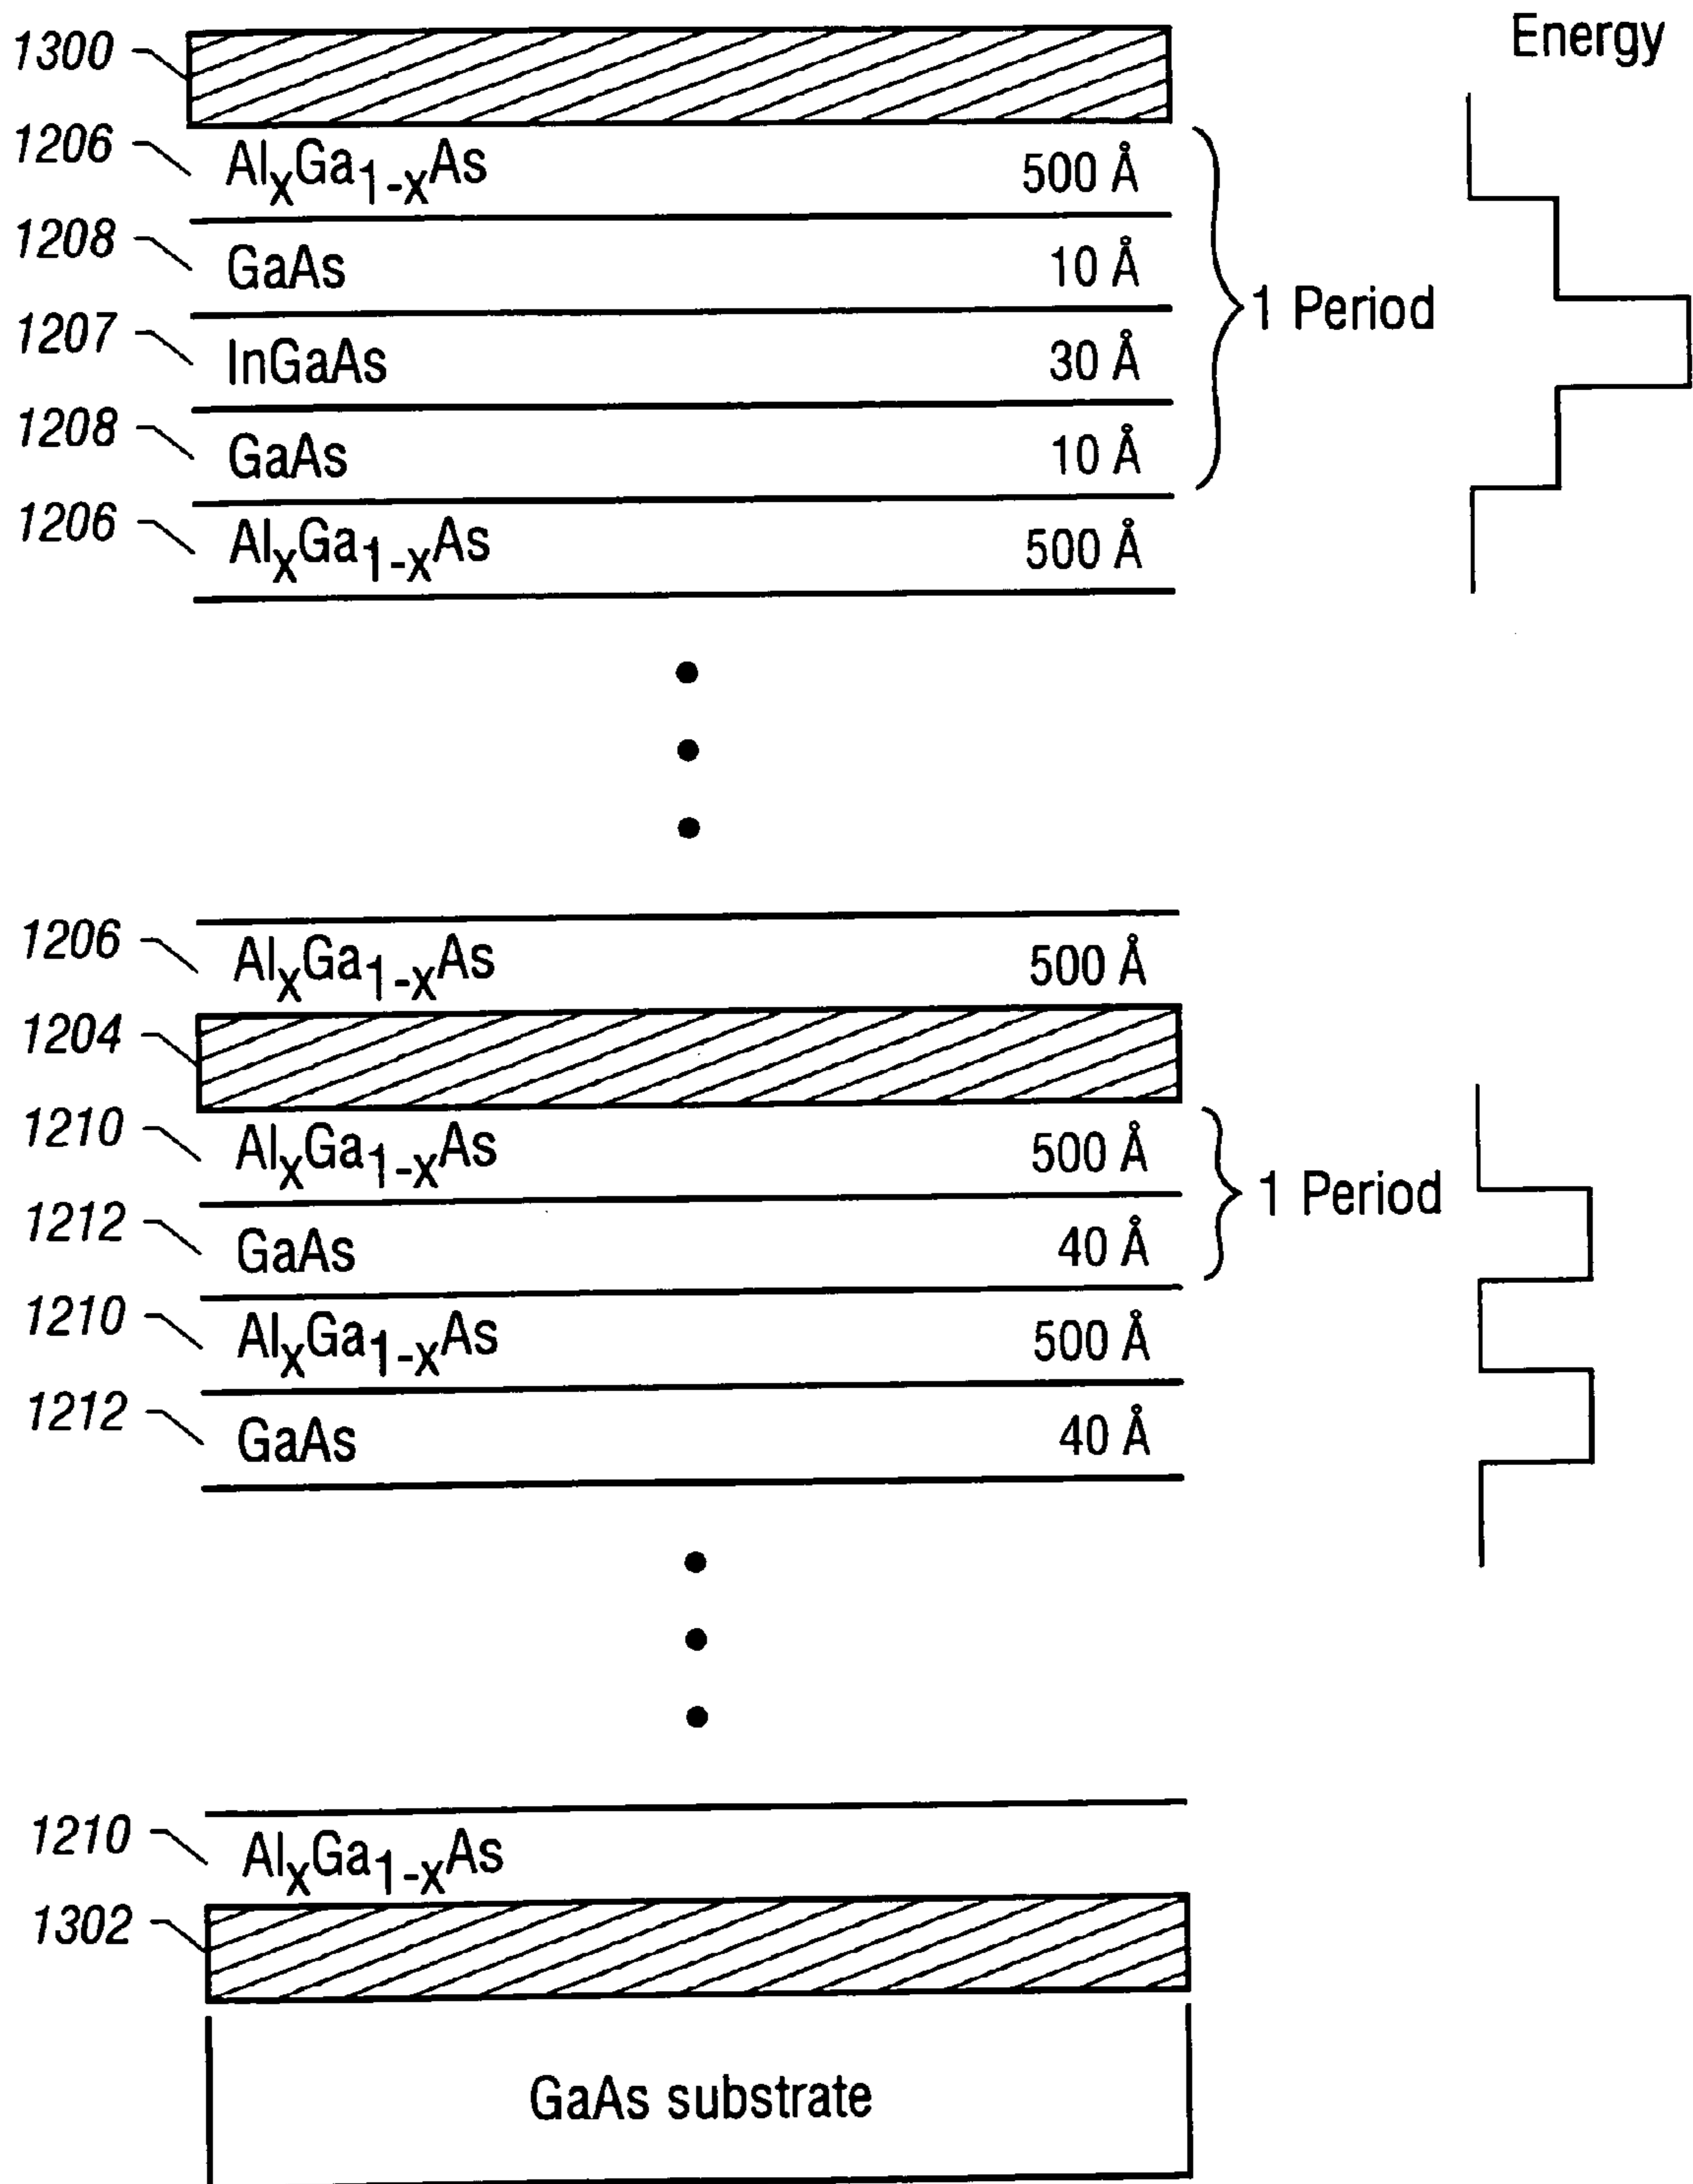 Energy
1300
1206 AlxGa1-xAs 500 Å
1208 GaAs 10 Å
1 Period
1207 InGaAs 30 Å
1208 GaAs 10 Å
1206 AlxGa1-xAs 500 Å
1206 AlxGa1-xAs 500 Å
1204
1210 AlxGa1-xAs 500 Å
1 Period
1212 GaAs 40 Å
1210 AlxGa1-xAs 500 Å
1212 GaAs 40 Å
1210 AlxGa1-xAs
1302
GaAs substrate